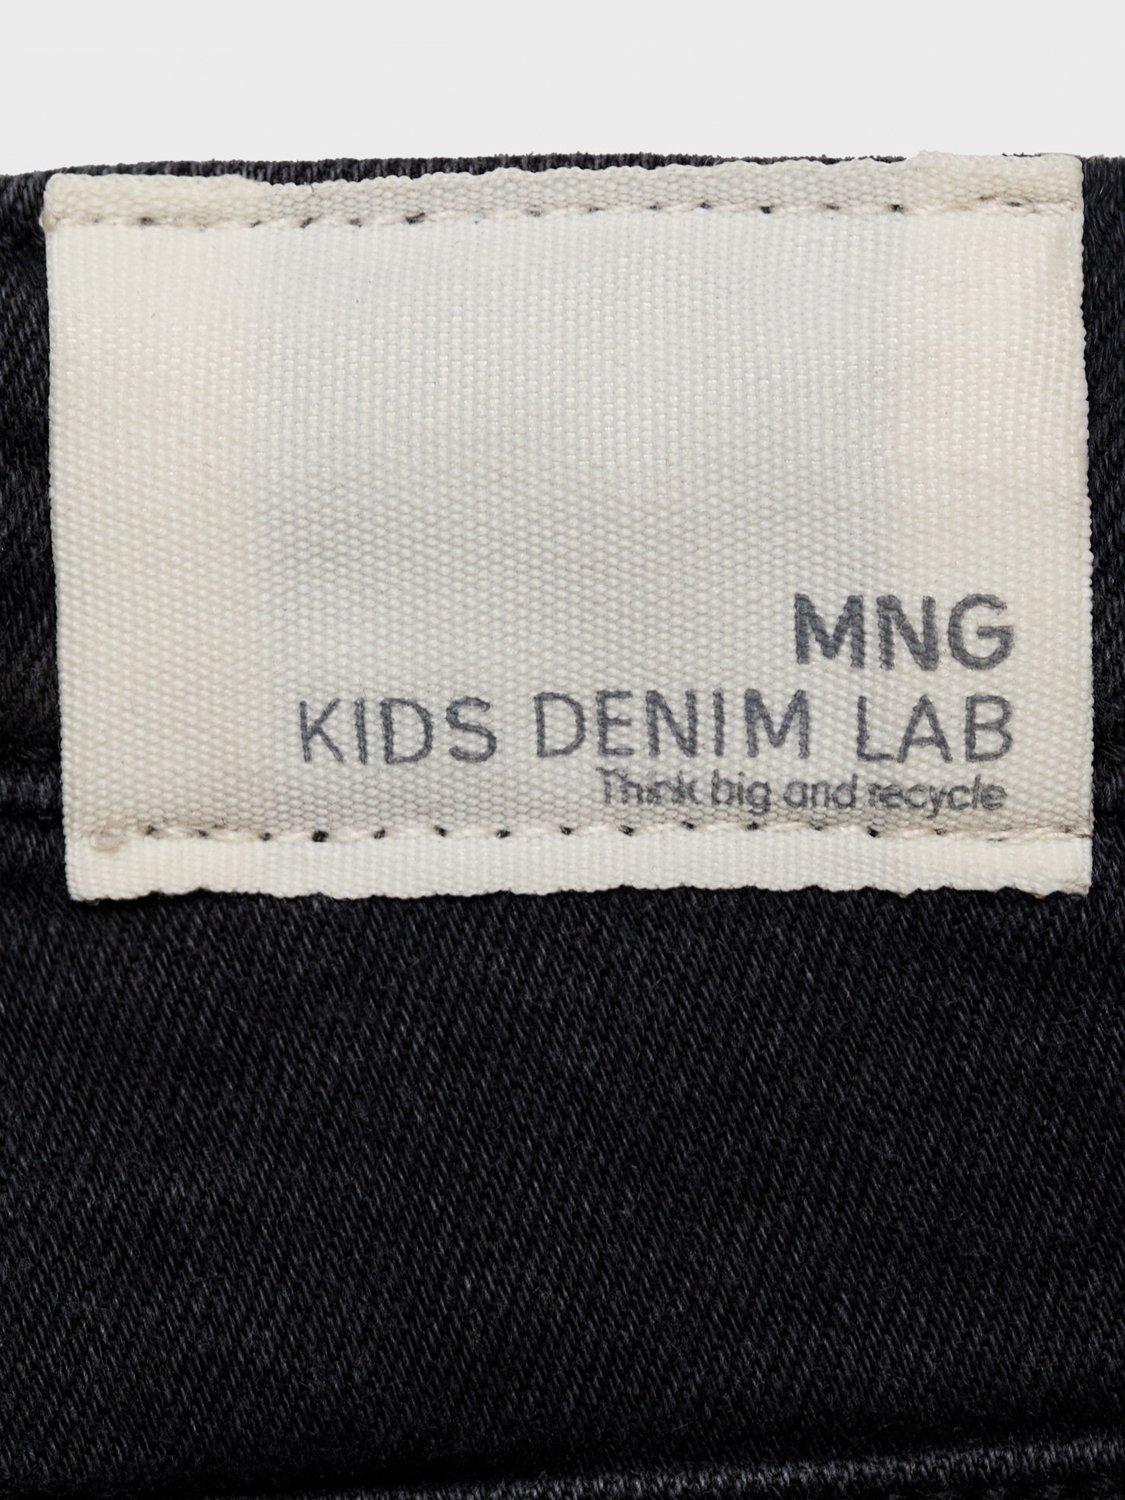 MNG
KIDS DENIM LAB
Think big and recycle